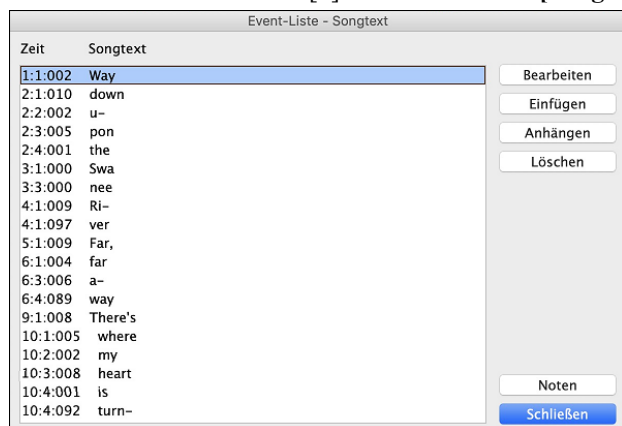 Event-Liste - Songtext
Zeit Songtext
1:1:002 Way
2:1:010 down
2:2:002 u-
2:3:005 pon
2:4:001 the
3:1:000 Swa
3:3:000 nee
4:1:009 Ri-
4:1:097 ver
5:1:009 Far,
6:1:004 far
6:3:006 a-
6:4:089 way
9:1:008 There's
10:1:005 where
10:2:002 my
10:3:008 heart
10:4:001 is
10:4:092 turn-
Bearbeiten
Einfügen
Anhängen
Löschen
Noten
Schließen